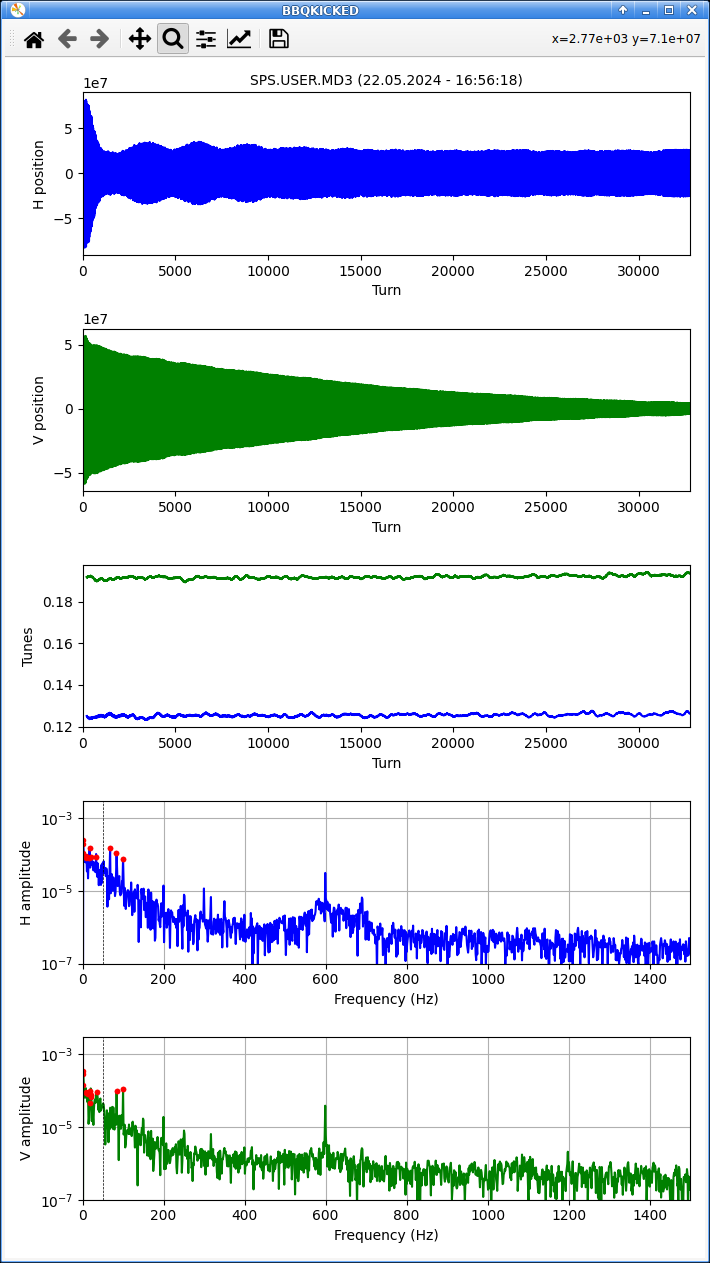 BBQKICKED
x=2.77e+03 y=7.1e+07
SPS.USER.MD3 (22.05.2024 - 16:56:18)
1e7
H position
5
0
−5
0 5000 10000 15000 20000 25000 30000
Turn
1e7
V position
5
0
−5
0 5000 10000 15000 20000 25000 30000
Turn
Tunes
0.18
0.16
0.14
0.12
0 5000 10000 15000 20000 25000 30000
Turn
H amplitude
10⁻³
10⁻⁵
10⁻⁷
0 200 400 600 800 1000 1200 1400
Frequency (Hz)
V amplitude
10⁻³
10⁻⁵
10⁻⁷
0 200 400 600 800 1000 1200 1400
Frequency (Hz)